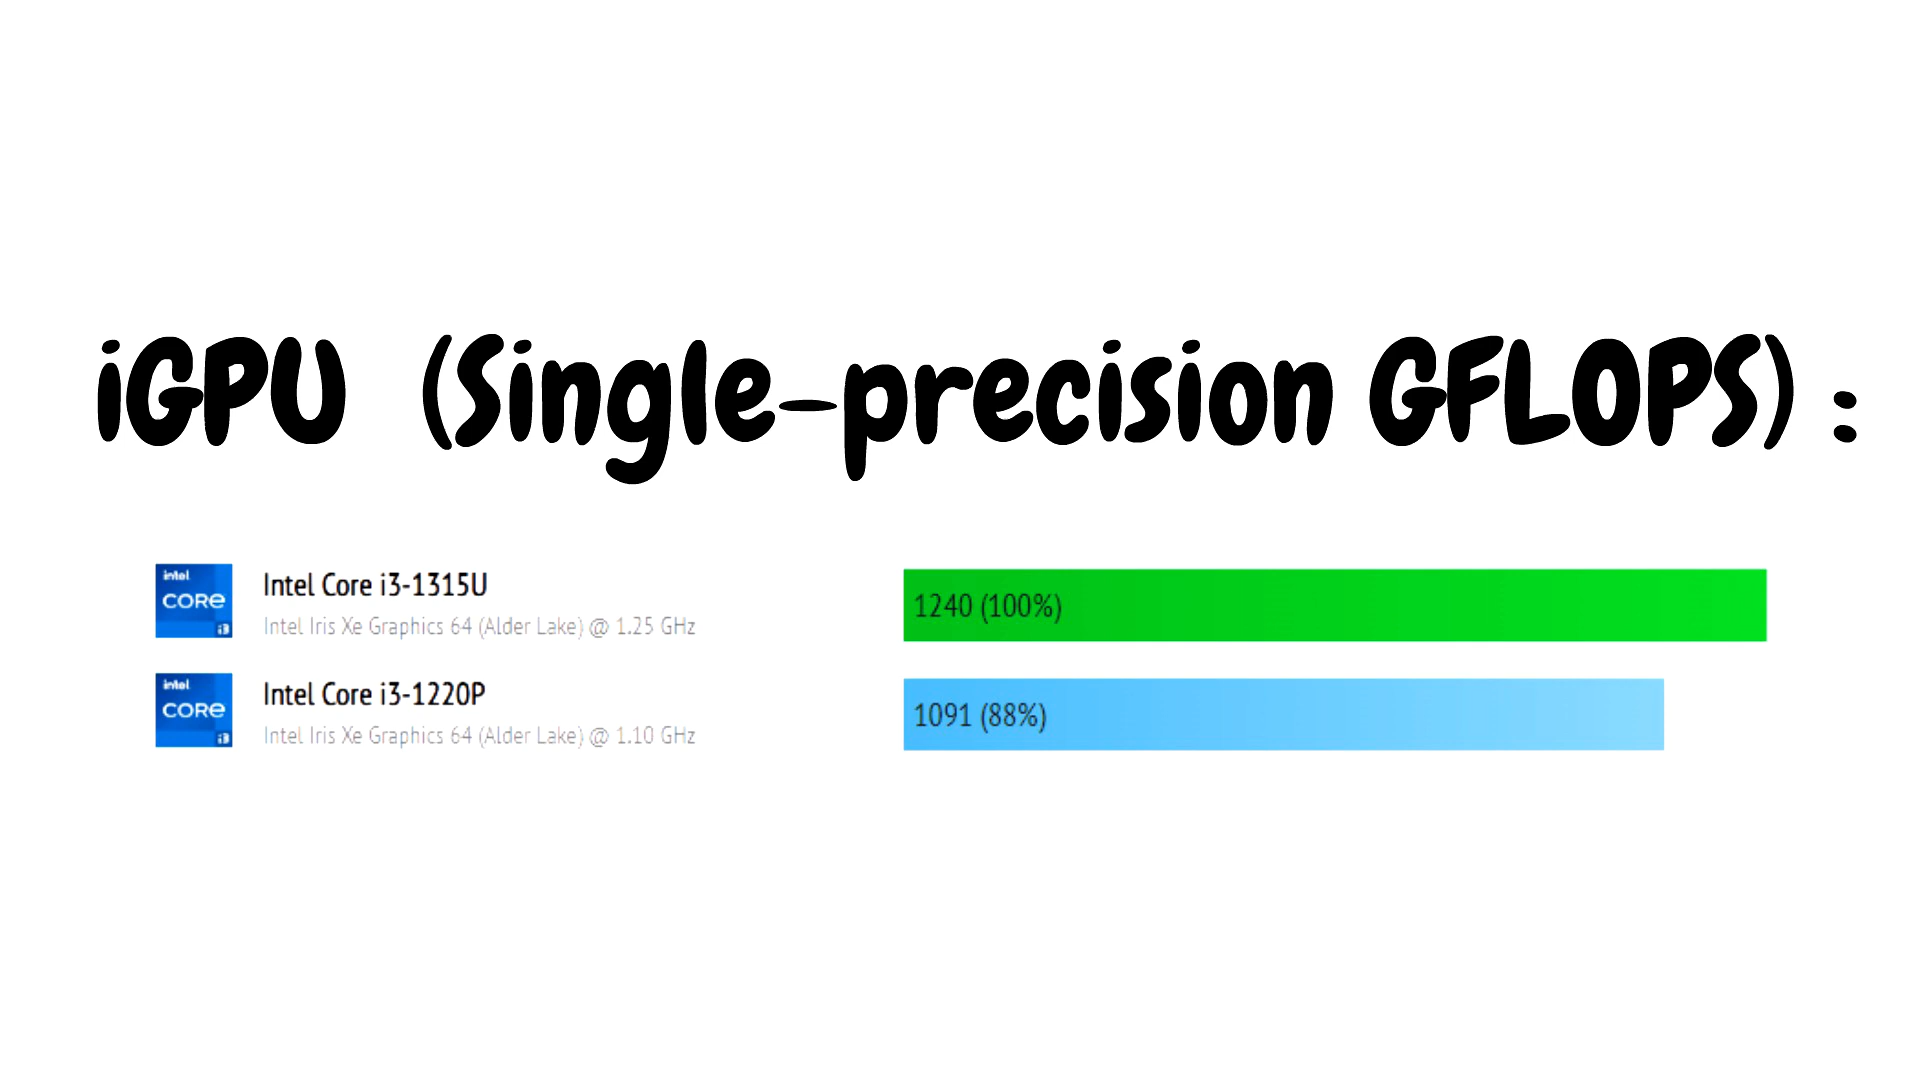 iGPU (Single-precision GFLOPS) :
intel
CORE
i3
Intel Core i3-1315U
Intel Iris Xe Graphics 64 (Alder Lake) @ 1.25 GHz
1240 (100%)
intel
CORE
i3
Intel Core i3-1220P
Intel Iris Xe Graphics 64 (Alder Lake) @ 1.10 GHz
1091 (88%)